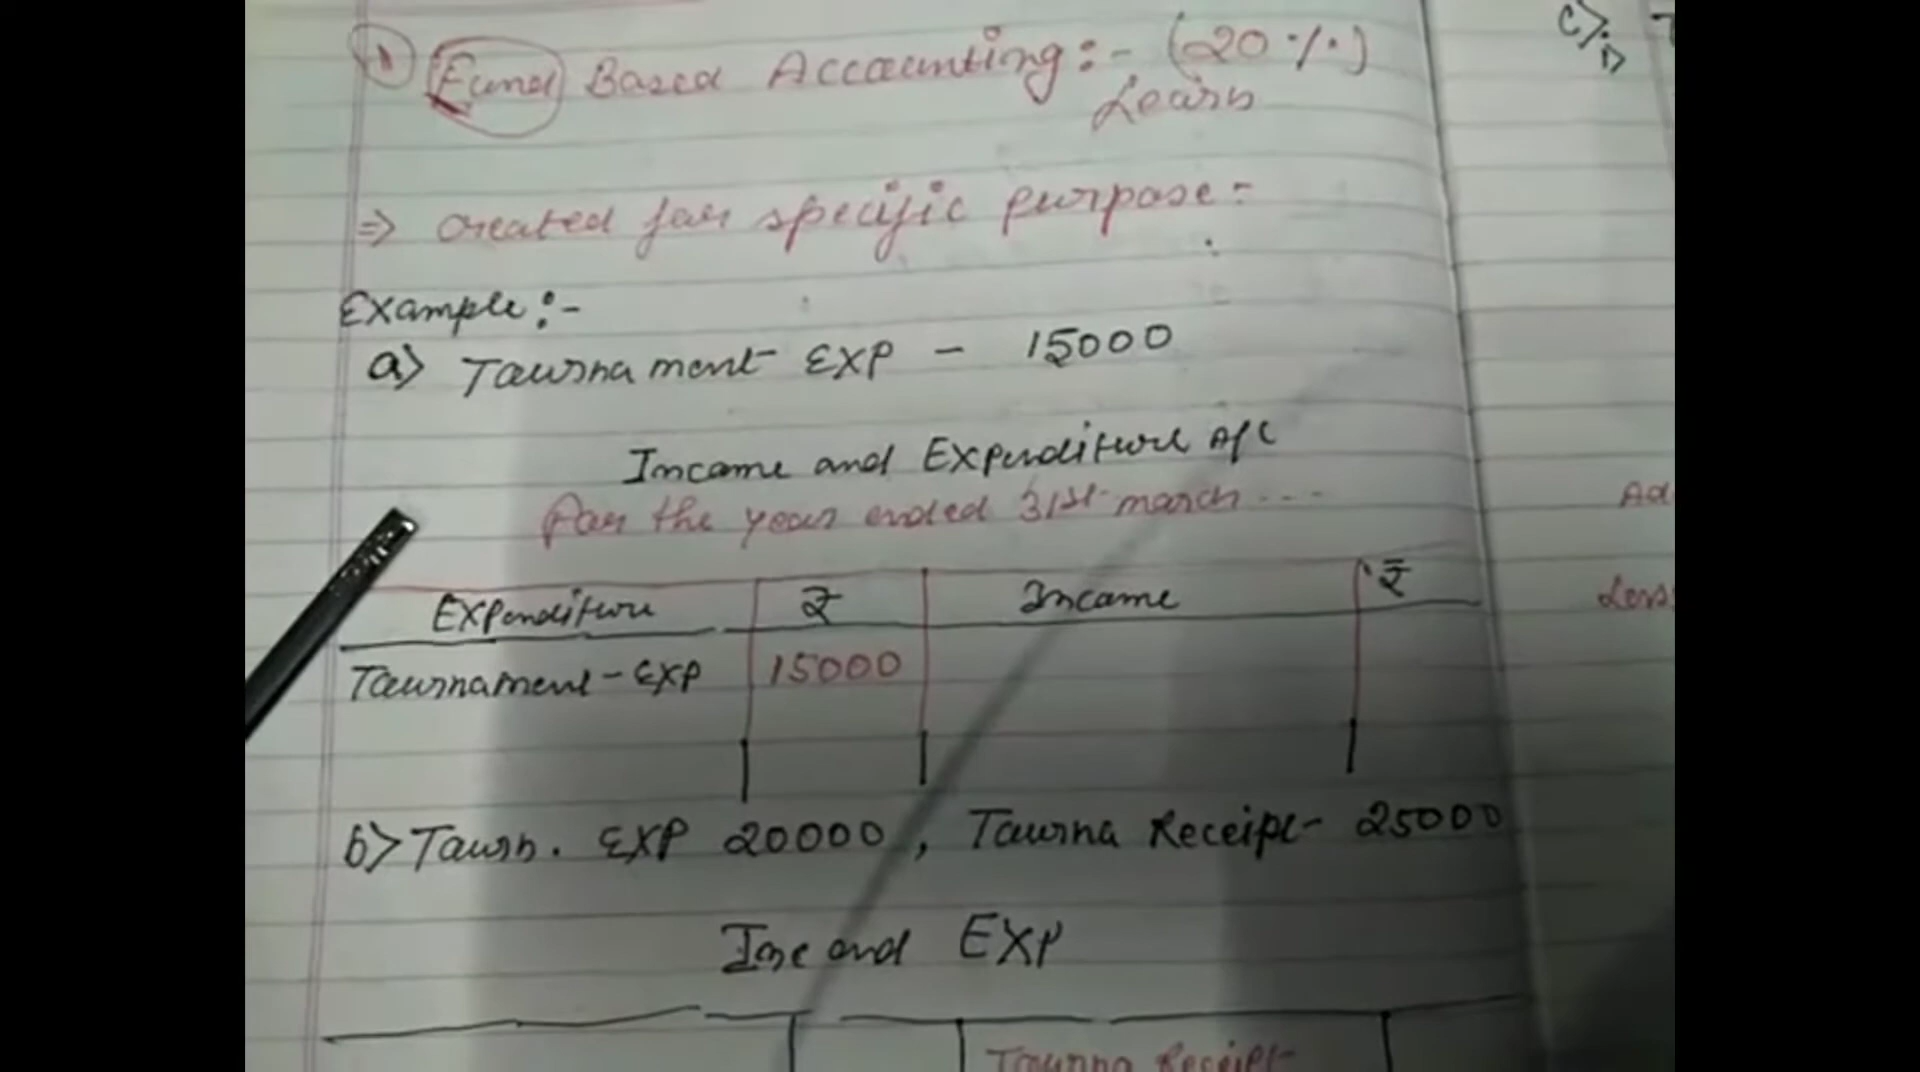 1) Fund Based Accounting:- (20%)
Learn
⇒ created for specific purpose:-
Example:-
a) Tournament EXP - 15000
Income and Expenditure A/c
For the year ended 31st march...
Expenditure ₹ Income ₹
Tournament-EXP 15000
b) Tourn. EXP 20000, Tourna Receipt- 25000
Inc and EXP
Tourna Receipt-
C)
Ad
Less